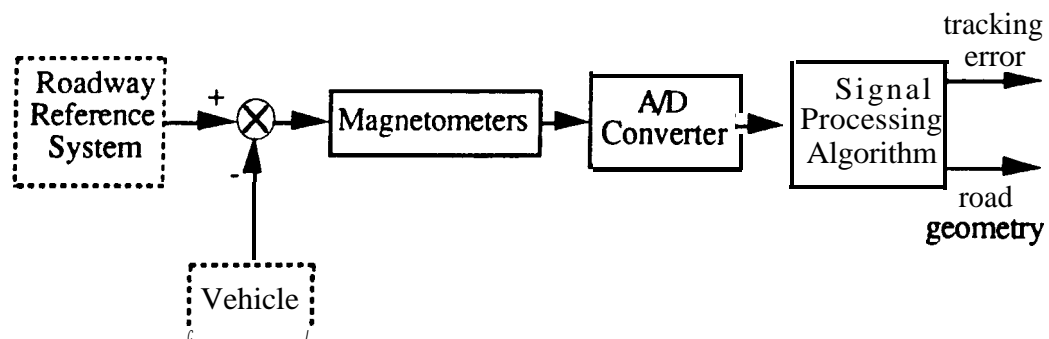 tracking
error
Roadway
Reference
System
+
-
Magnetometers
A/D
Converter
Signal
Processing
Algorithm
road
geometry
Vehicle